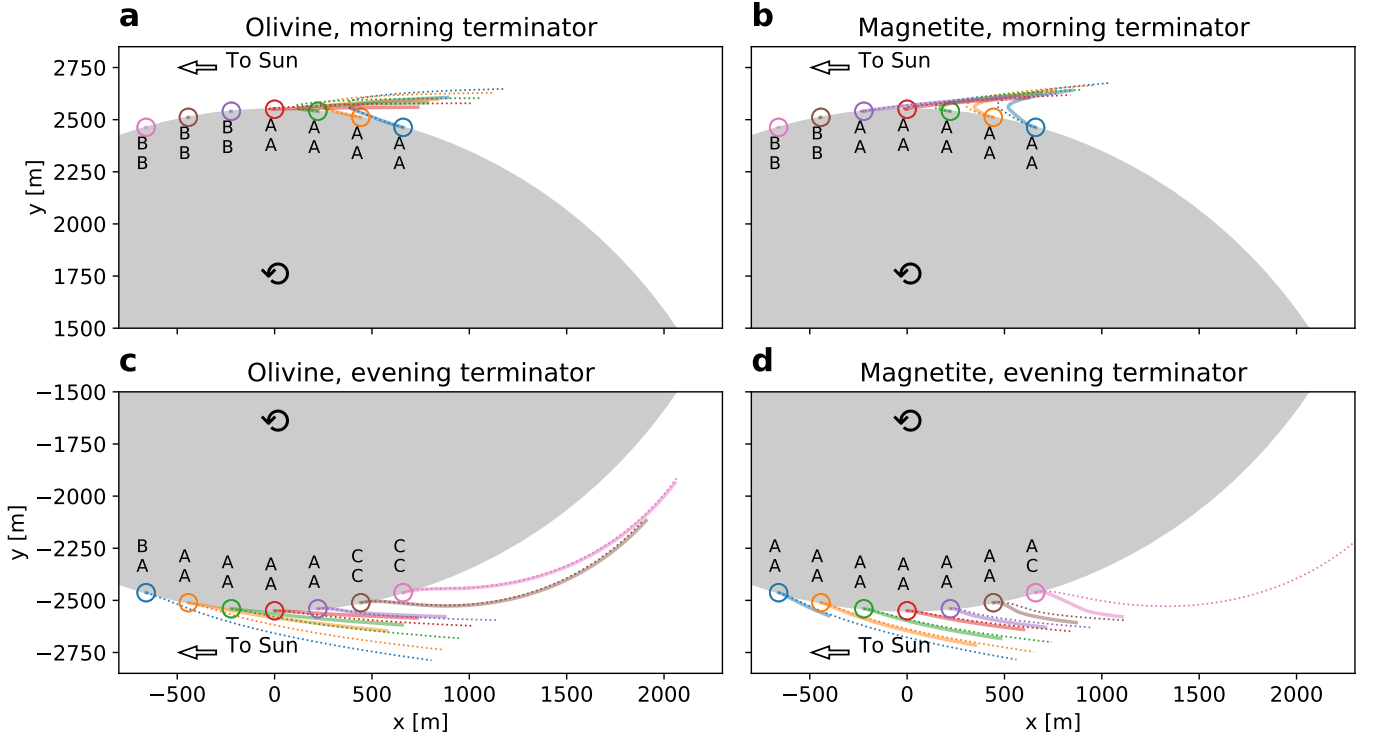 a
Olivine, morning terminator
To Sun
2750
2500
2250
2000
1750
1500
y [m]
B
B
B
B
B
B
A
A
A
A
A
A
A
A
b
Magnetite, morning terminator
To Sun
B
B
B
B
A
A
A
A
A
A
A
A
A
A
c
Olivine, evening terminator
−1500
−1750
−2000
−2250
−2500
−2750
y [m]
B
A
A
A
A
A
A
A
A
A
C
C
C
C
To Sun
−500
0
500
1000
1500
2000
x [m]
d
Magnetite, evening terminator
A
A
A
A
A
A
A
A
A
A
A
A
A
C
To Sun
−500
0
500
1000
1500
2000
x [m]